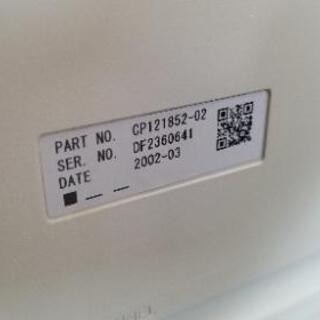 PART NO. CP121852-02
SER. NO. DF2360641
DATE 2002-03
■ — —